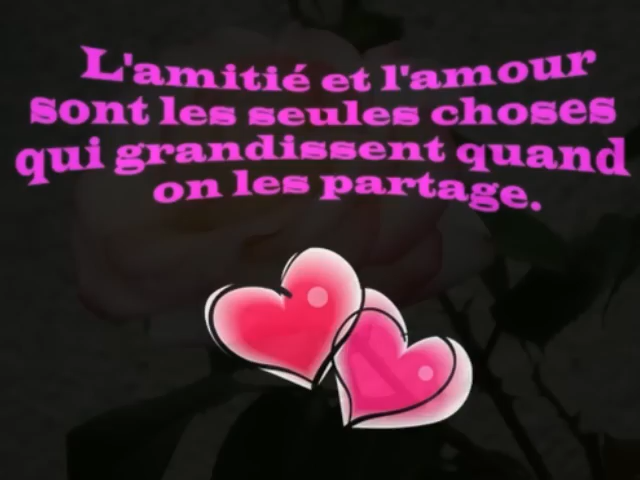 L'amitié et l'amour
sont les seules choses
qui grandissent quand
on les partage.